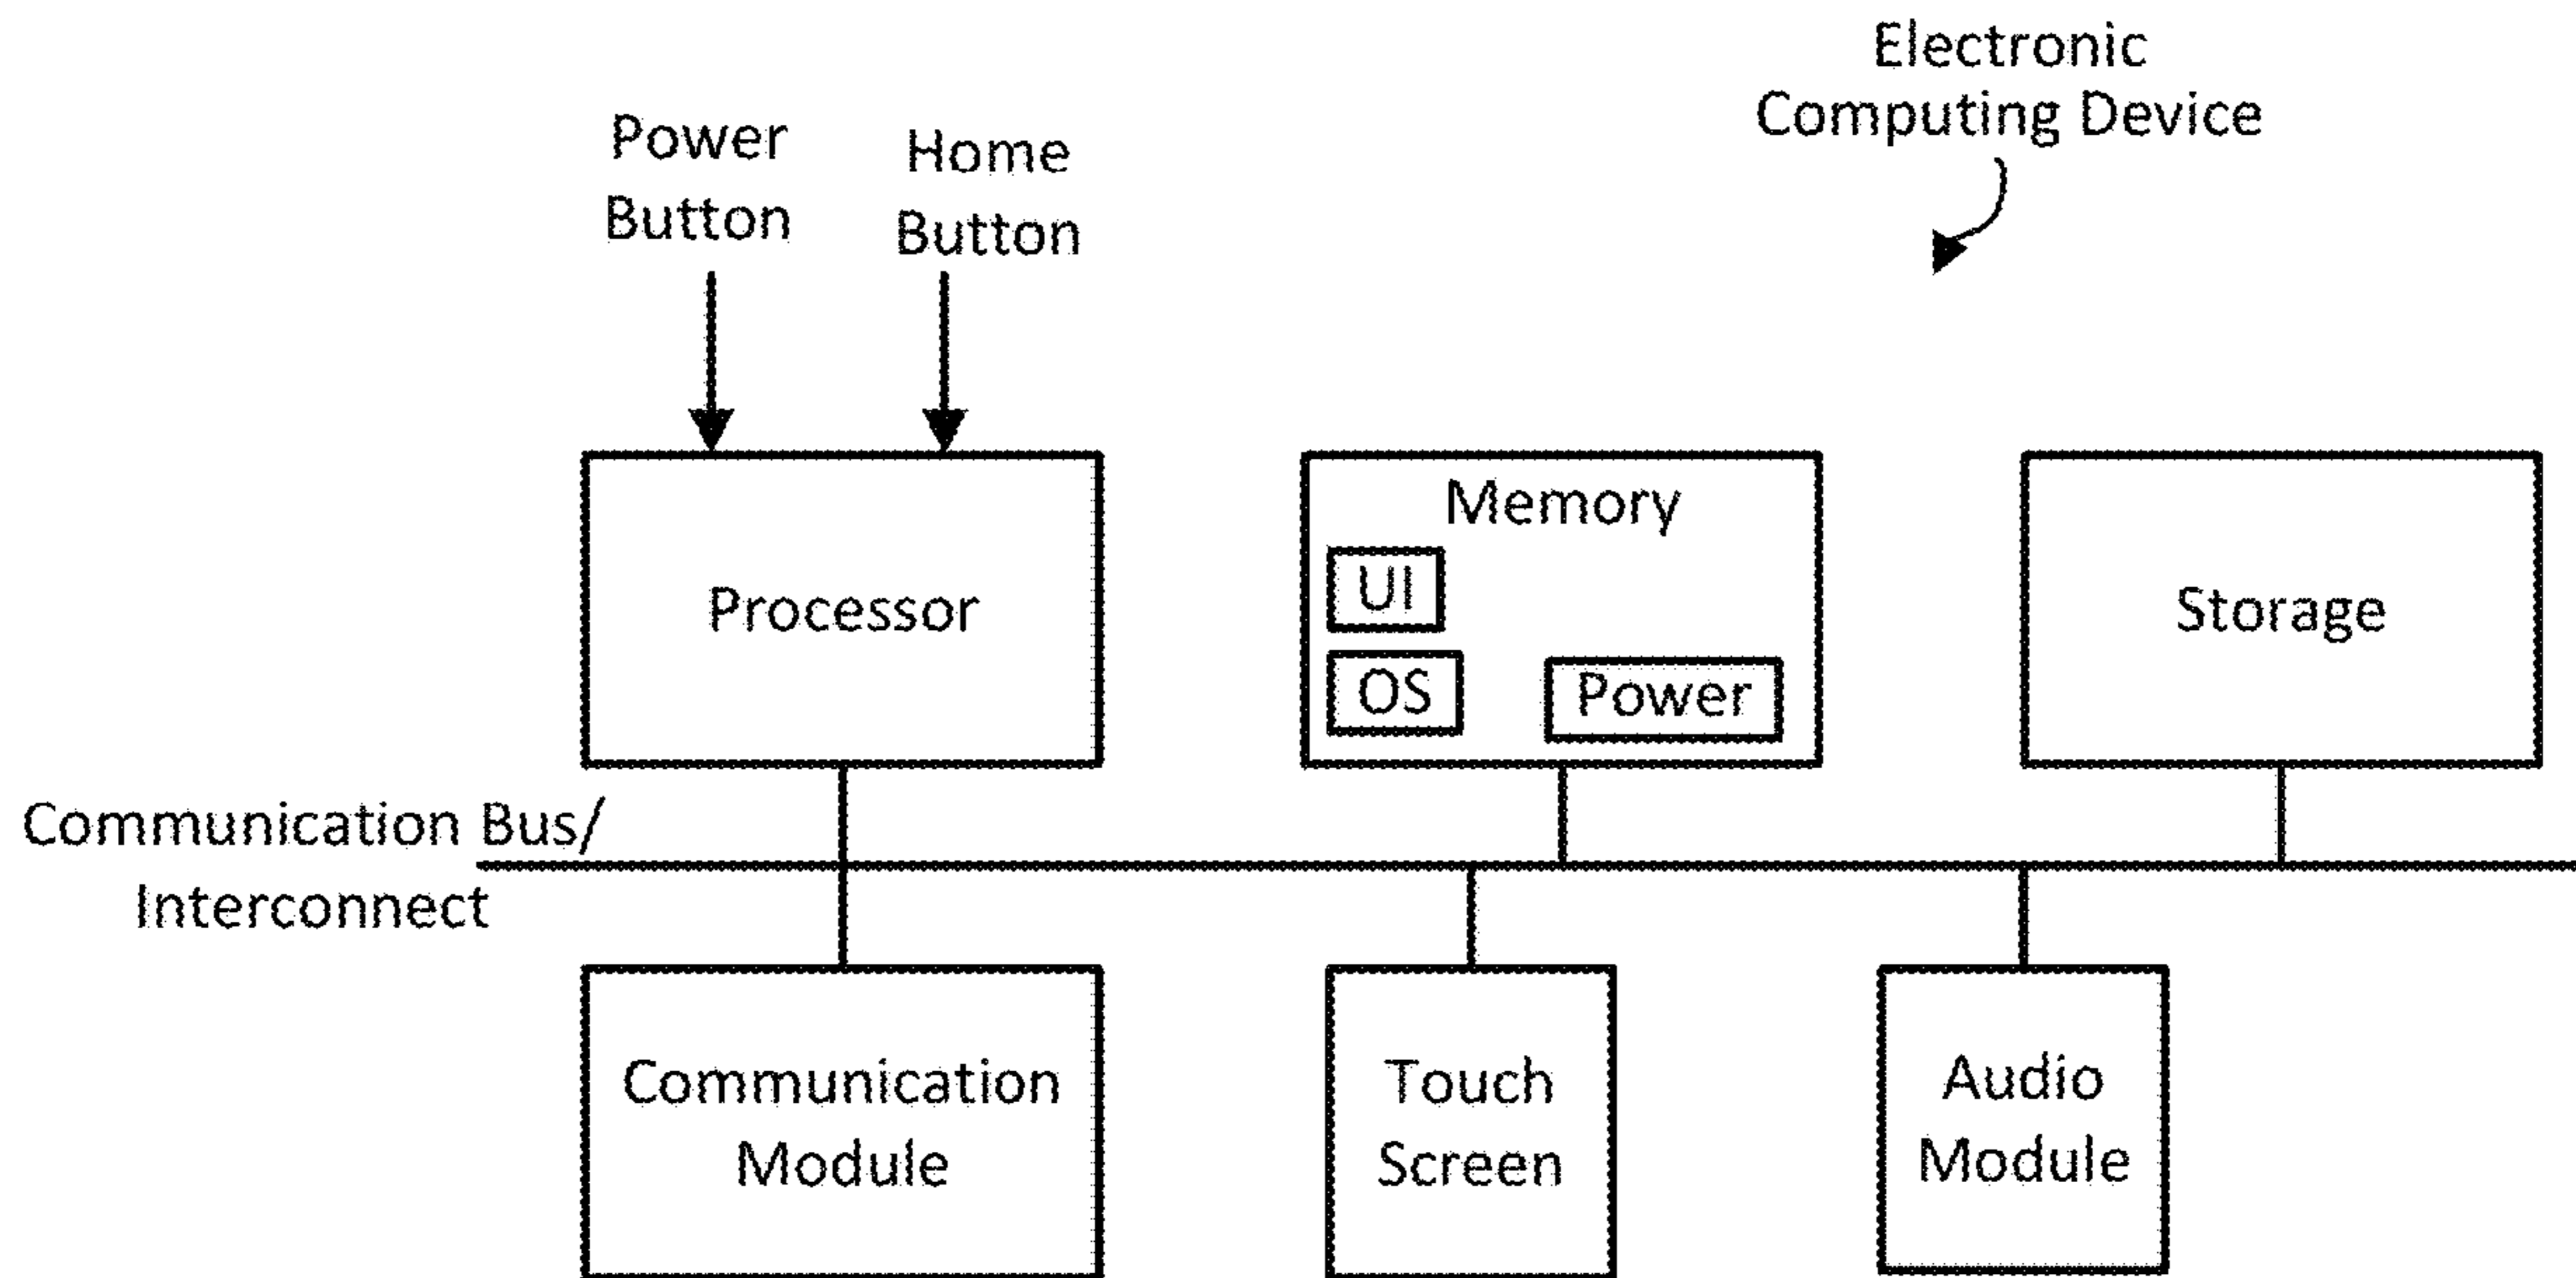 Electronic
Computing Device
Power
Button
Home
Button
Processor
Memory
UI
OS
Power
Storage
Communication Bus/
Interconnect
Communication
Module
Touch
Screen
Audio
Module